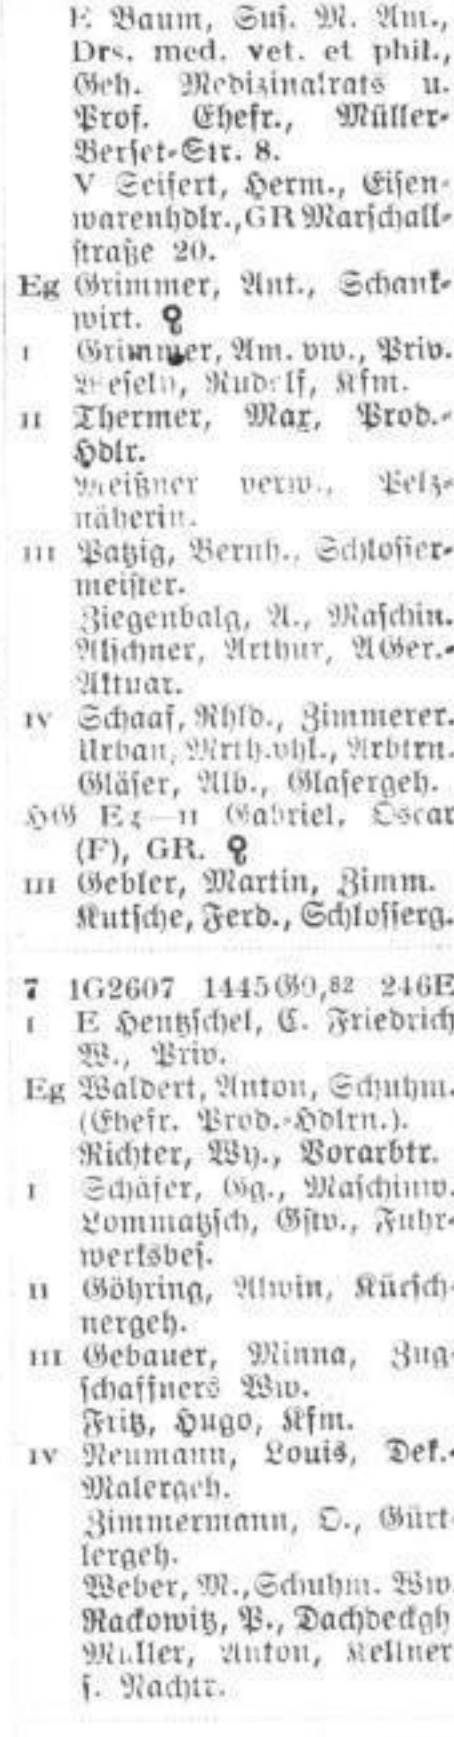 E Baum, Sus. M. Am.,
Drs. med. vet. et phil.,
Geh. Medizinalrats u.
Prof. Ehefr., Müller-
Berset-Str. 8.
V Seifert, Herm., Eisen-
warenhdlr., GR Marschall-
straße 20.
Eg Grimmer, Ant., Schank-
wirt.
I Grimmer, Am. vw., Priv.
Wesely, Rudolf, Kfm.
II Thermer, Max, Prod.-
Hdlr.
Meißner verw., Pelz-
näherin.
III Patzig, Bernh., Schlosser-
meister.
Ziegenbalg, A., Maschin.
Alschner, Arthur, AGer.-
Aktuar.
IV Schaaf, Rhld., Zimmerer.
Urban, Mrth. vhl., Arbtrn.
Gläser, Alb., Glasergeh.
HG Eg—II Gabriel, Oscar
(F), GR.
III Gebler, Martin, Zimm.
Kutsche, Ferd., Schlosserg.
7 1G2607 1445G0,82 246E
I E Hentzschel, C. Friedrich
W., Priv.
Eg Waldert, Anton, Schuhm.
(Ehefr. Prod.-Hdlrn.).
Richter, Wy., Vorarbtr.
I Schäfer, Gg., Maschinw.
Lommatzsch, Gstv., Fuhr-
werksbes.
II Göhring, Alwin, Kürsch-
nergeh.
III Gebauer, Minna, Zug-
schaffners Ww.
Fritz, Hugo, Kfm.
IV Neumann, Louis, Dek.-
Malergeh.
Zimmermann, O., Gürt-
lergeh.
Weber, M., Schuhm. Ww.
Rackowitz, P., Dachdeckgh
Müller, Anton, Kellner
s. Nachtr.